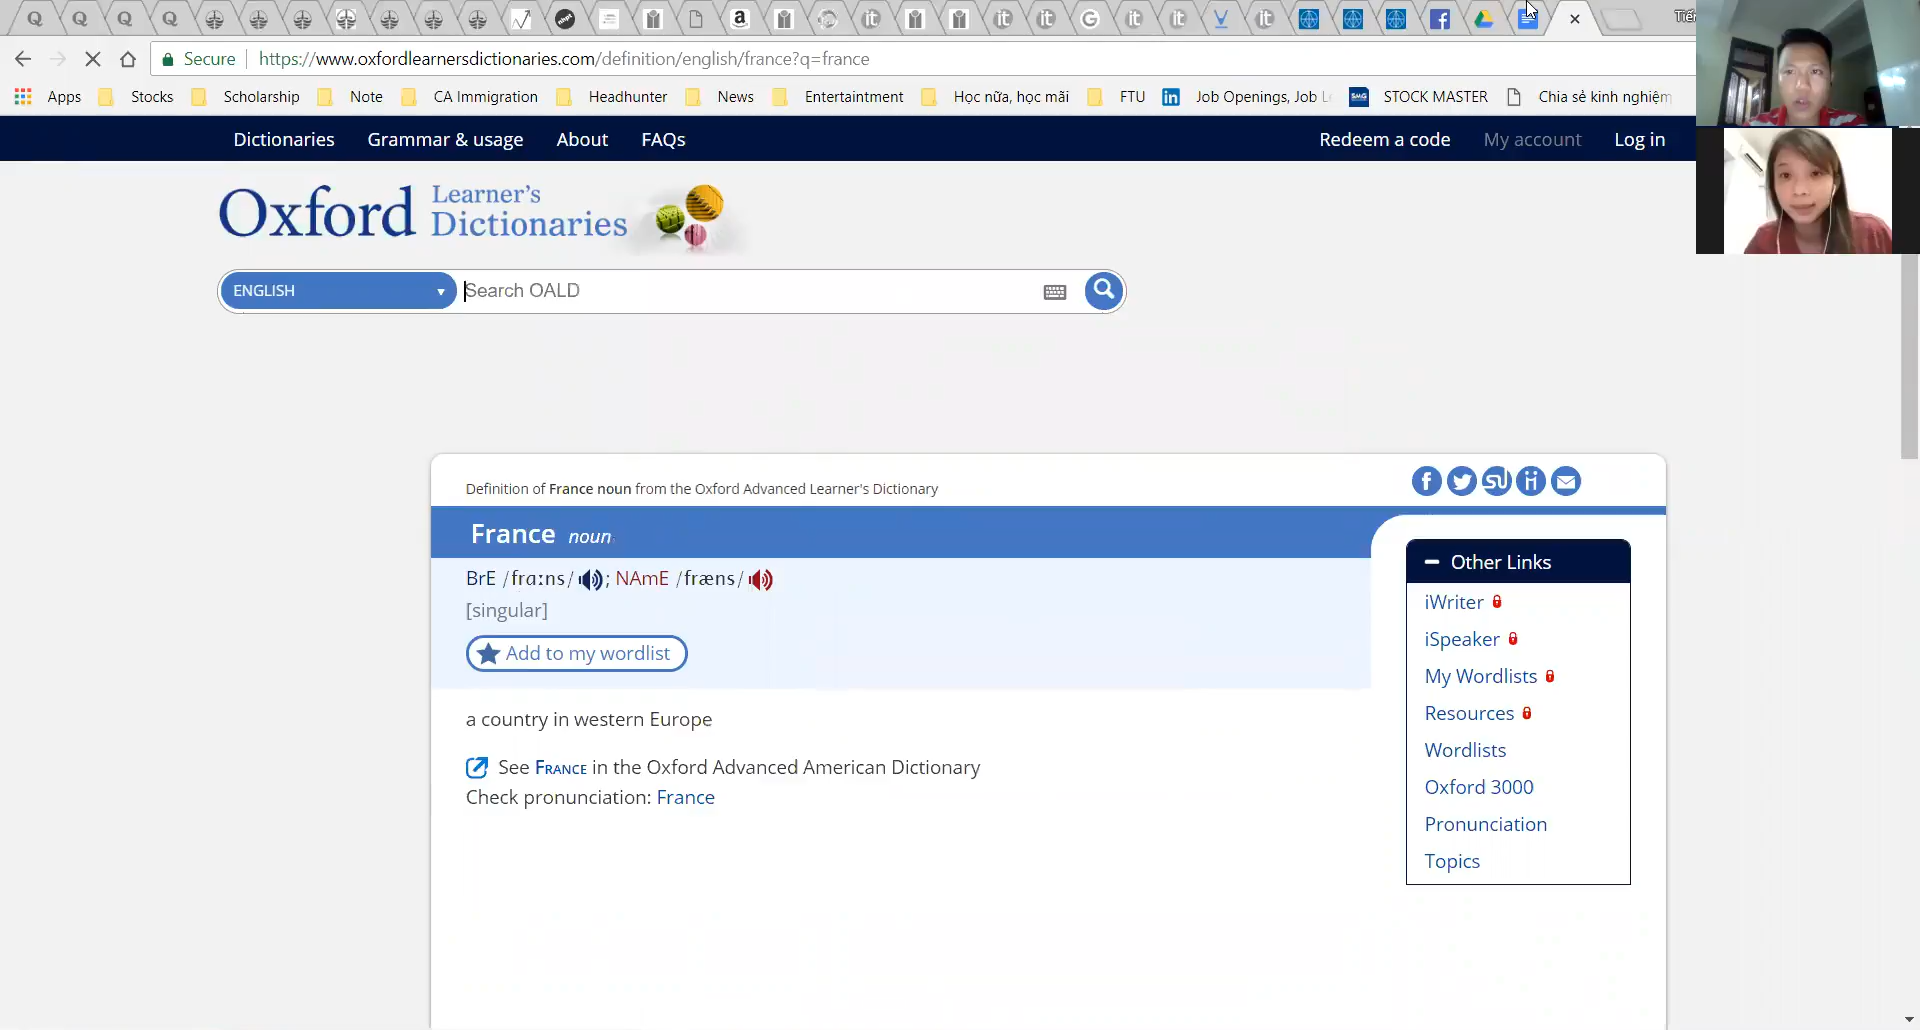 Tiế
Secure
https://www.oxfordlearnersdictionaries.com/definition/english/france?q=france
Apps Stocks Scholarship Note CA Immigration Headhunter News Entertaintment Học nữa, học mãi FTU Job Openings, Job L STOCK MASTER Chia sẻ kinh nghiệm
Dictionaries Grammar & usage About FAQs Redeem a code My account Log in
Oxford Learner's Dictionaries
ENGLISH Search OALD
Definition of France noun from the Oxford Advanced Learner's Dictionary
France noun
BrE /frɑːns/; NAmE /fræns/
[singular]
Add to my wordlist
a country in western Europe
See France in the Oxford Advanced American Dictionary
Check pronunciation: France
Other Links
iWriter
iSpeaker
My Wordlists
Resources
Wordlists
Oxford 3000
Pronunciation
Topics